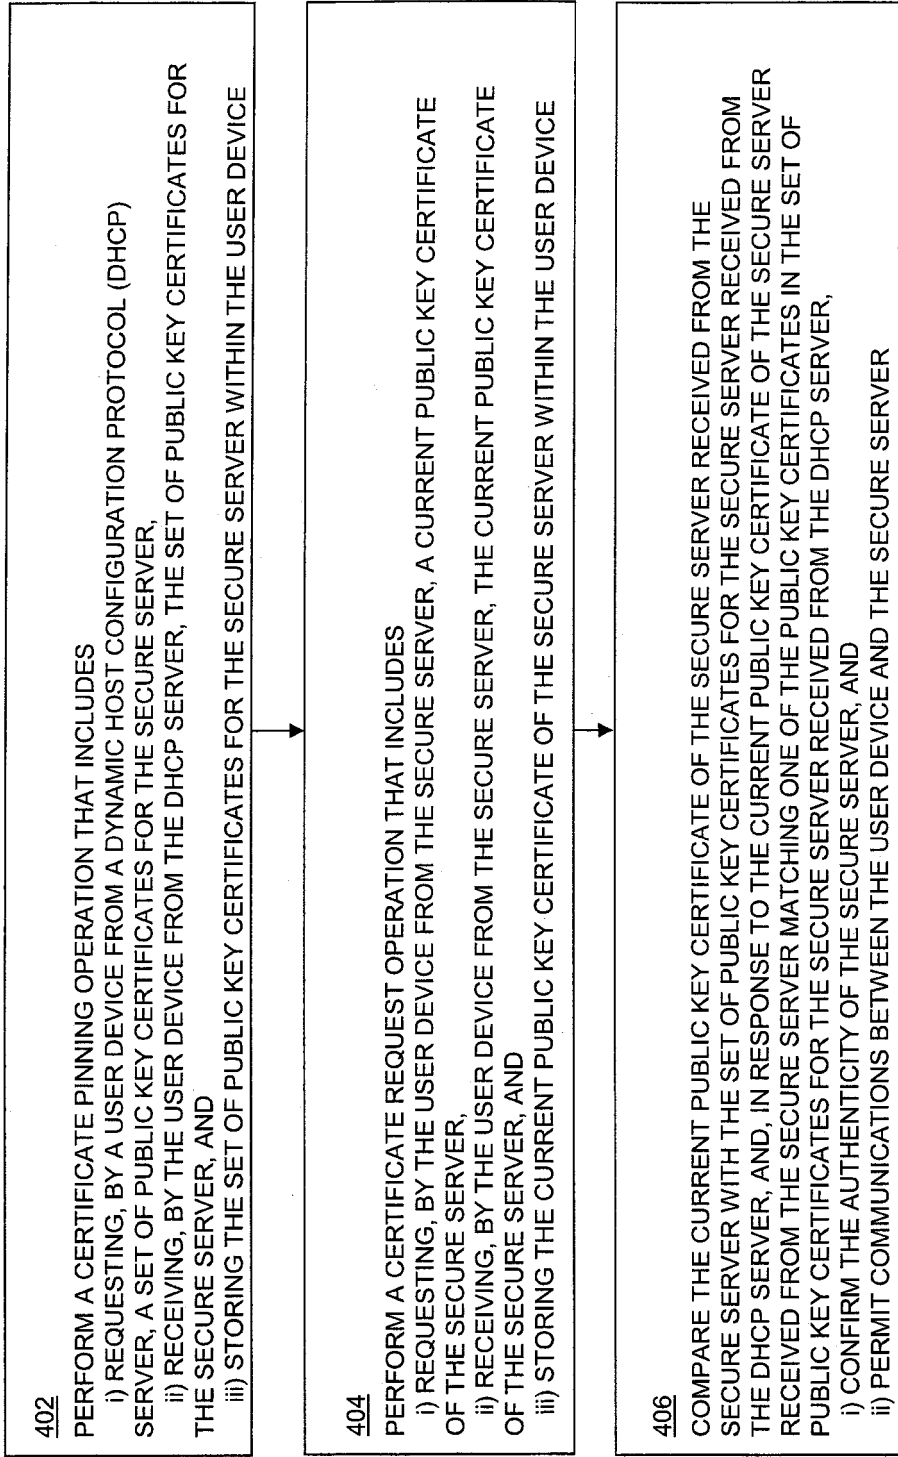 402
PERFORM A CERTIFICATE PINNING OPERATION THAT INCLUDES
i) REQUESTING, BY A USER DEVICE FROM A DYNAMIC HOST CONFIGURATION PROTOCOL (DHCP)
SERVER, A SET OF PUBLIC KEY CERTIFICATES FOR THE SECURE SERVER,
ii) RECEIVING, BY THE USER DEVICE FROM THE DHCP SERVER, THE SET OF PUBLIC KEY CERTIFICATES FOR
THE SECURE SERVER, AND
iii) STORING THE SET OF PUBLIC KEY CERTIFICATES FOR THE SECURE SERVER WITHIN THE USER DEVICE
404
PERFORM A CERTIFICATE REQUEST OPERATION THAT INCLUDES
i) REQUESTING, BY THE USER DEVICE FROM THE SECURE SERVER, A CURRENT PUBLIC KEY CERTIFICATE
OF THE SECURE SERVER,
ii) RECEIVING, BY THE USER DEVICE FROM THE SECURE SERVER, THE CURRENT PUBLIC KEY CERTIFICATE
OF THE SECURE SERVER, AND
iii) STORING THE CURRENT PUBLIC KEY CERTIFICATE OF THE SECURE SERVER WITHIN THE USER DEVICE
406
COMPARE THE CURRENT PUBLIC KEY CERTIFICATE OF THE SECURE SERVER RECEIVED FROM THE
SECURE SERVER WITH THE SET OF PUBLIC KEY CERTIFICATES FOR THE SECURE SERVER RECEIVED FROM
THE DHCP SERVER, AND, IN RESPONSE TO THE CURRENT PUBLIC KEY CERTIFICATE OF THE SECURE SERVER
RECEIVED FROM THE SECURE SERVER MATCHING ONE OF THE PUBLIC KEY CERTIFICATES IN THE SET OF
PUBLIC KEY CERTIFICATES FOR THE SECURE SERVER RECEIVED FROM THE DHCP SERVER,
i) CONFIRM THE AUTHENTICITY OF THE SECURE SERVER, AND
ii) PERMIT COMMUNICATIONS BETWEEN THE USER DEVICE AND THE SECURE SERVER